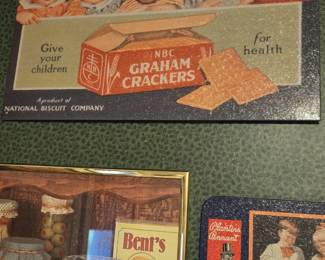 Give
your
children
for
health
NBC
GRAHAM
CRACKERS
A product of
NATIONAL BISCUIT COMPANY
Bent's
Planters
Pennant